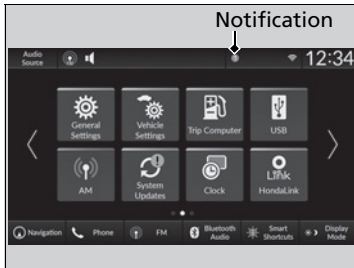 Notification
Audio
Source
12:34
General
Settings
Vehicle
Settings
Trip Computer
USB
AM
System
Updates
Clock
Link
HondaLink
Navigation
Phone
FM
Bluetooth
Audio
Smart
Shortcuts
Display
Mode